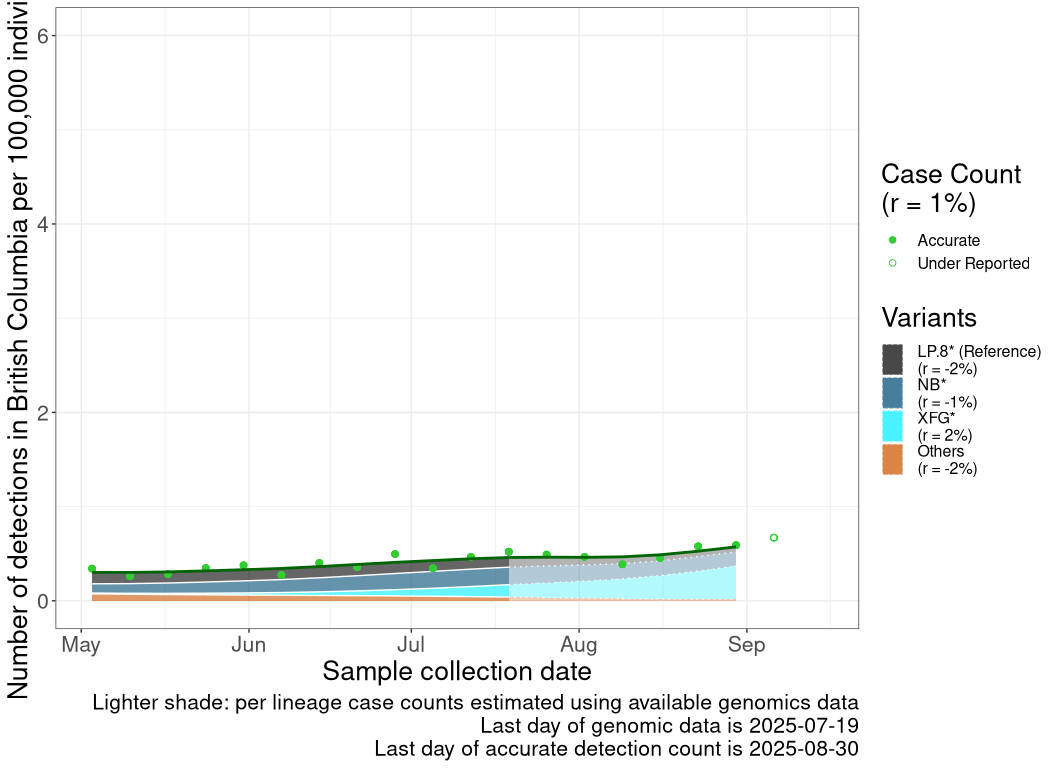 Number of detections in British Columbia per 100,000
6
4
2
0
May Jun Jul Aug Sep
Sample collection date
Lighter shade: per lineage case counts estimated using available genomics data
Last day of genomic data is 2025-07-19
Last day of accurate detection count is 2025-08-30
Case Count
(r = 1%)
Accurate
Under Reported
Variants
LP.8* (Reference)
(r = -2%)
NB*
(r = -1%)
XFG*
(r = 2%)
Others
(r = -2%)